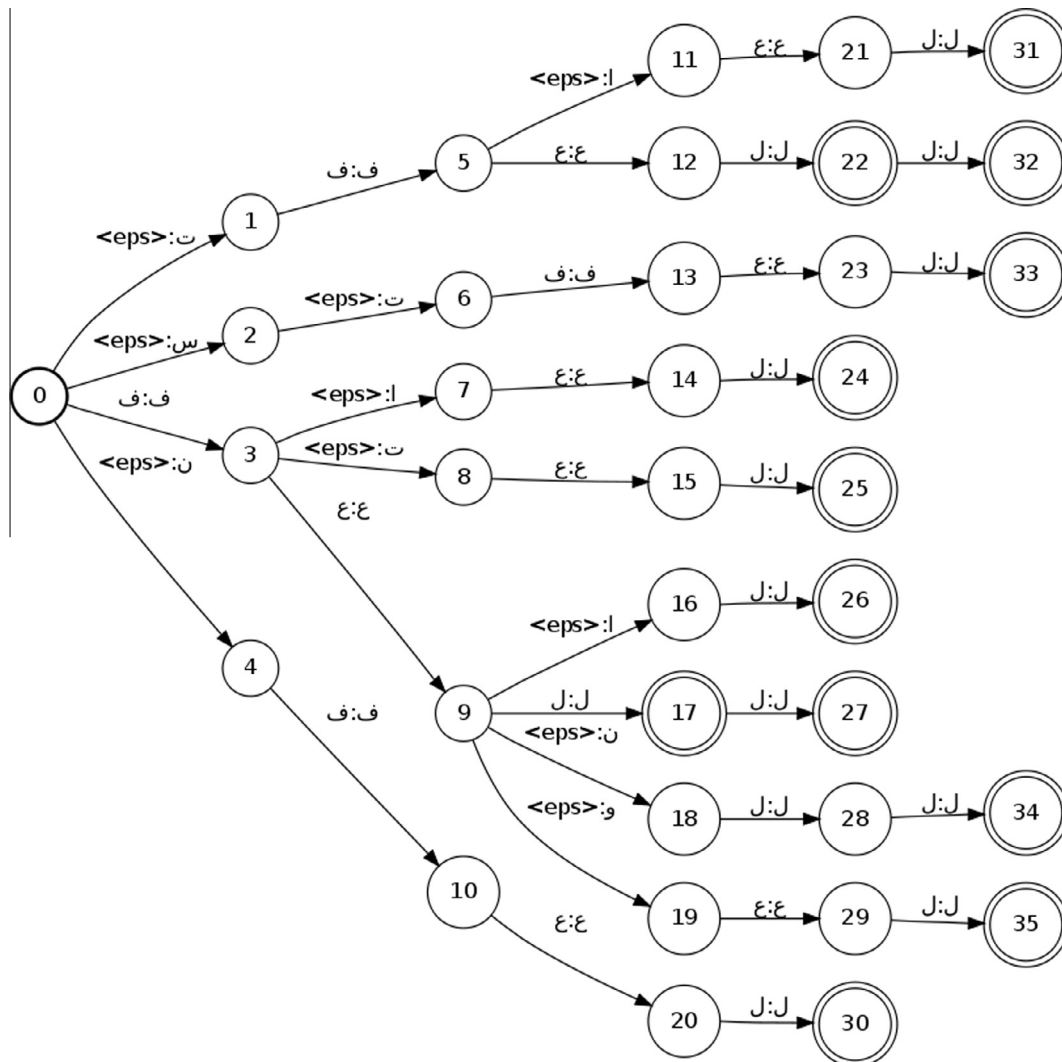 ع:ع
ل:ل
31
21
11
<eps>:ا
5
ع:ع
12
ل:ل
22
ل:ل
32
ف:ف
1
<eps>:ت
ف:ف
13
ع:ع
23
ل:ل
33
<eps>:ت
6
2
<eps>:س
0
ف:ف
<eps>:ا
7
ع:ع
14
ل:ل
24
3
<eps>:ت
8
ع:ع
15
ل:ل
25
<eps>:ن
ع:ع
<eps>:ا
16
ل:ل
26
4
ف:ف
9
ل:ل
17
ل:ل
27
<eps>:ن
18
ل:ل
28
ل:ل
34
<eps>:و
19
ع:ع
29
ل:ل
35
10
ع:ع
20
ل:ل
30